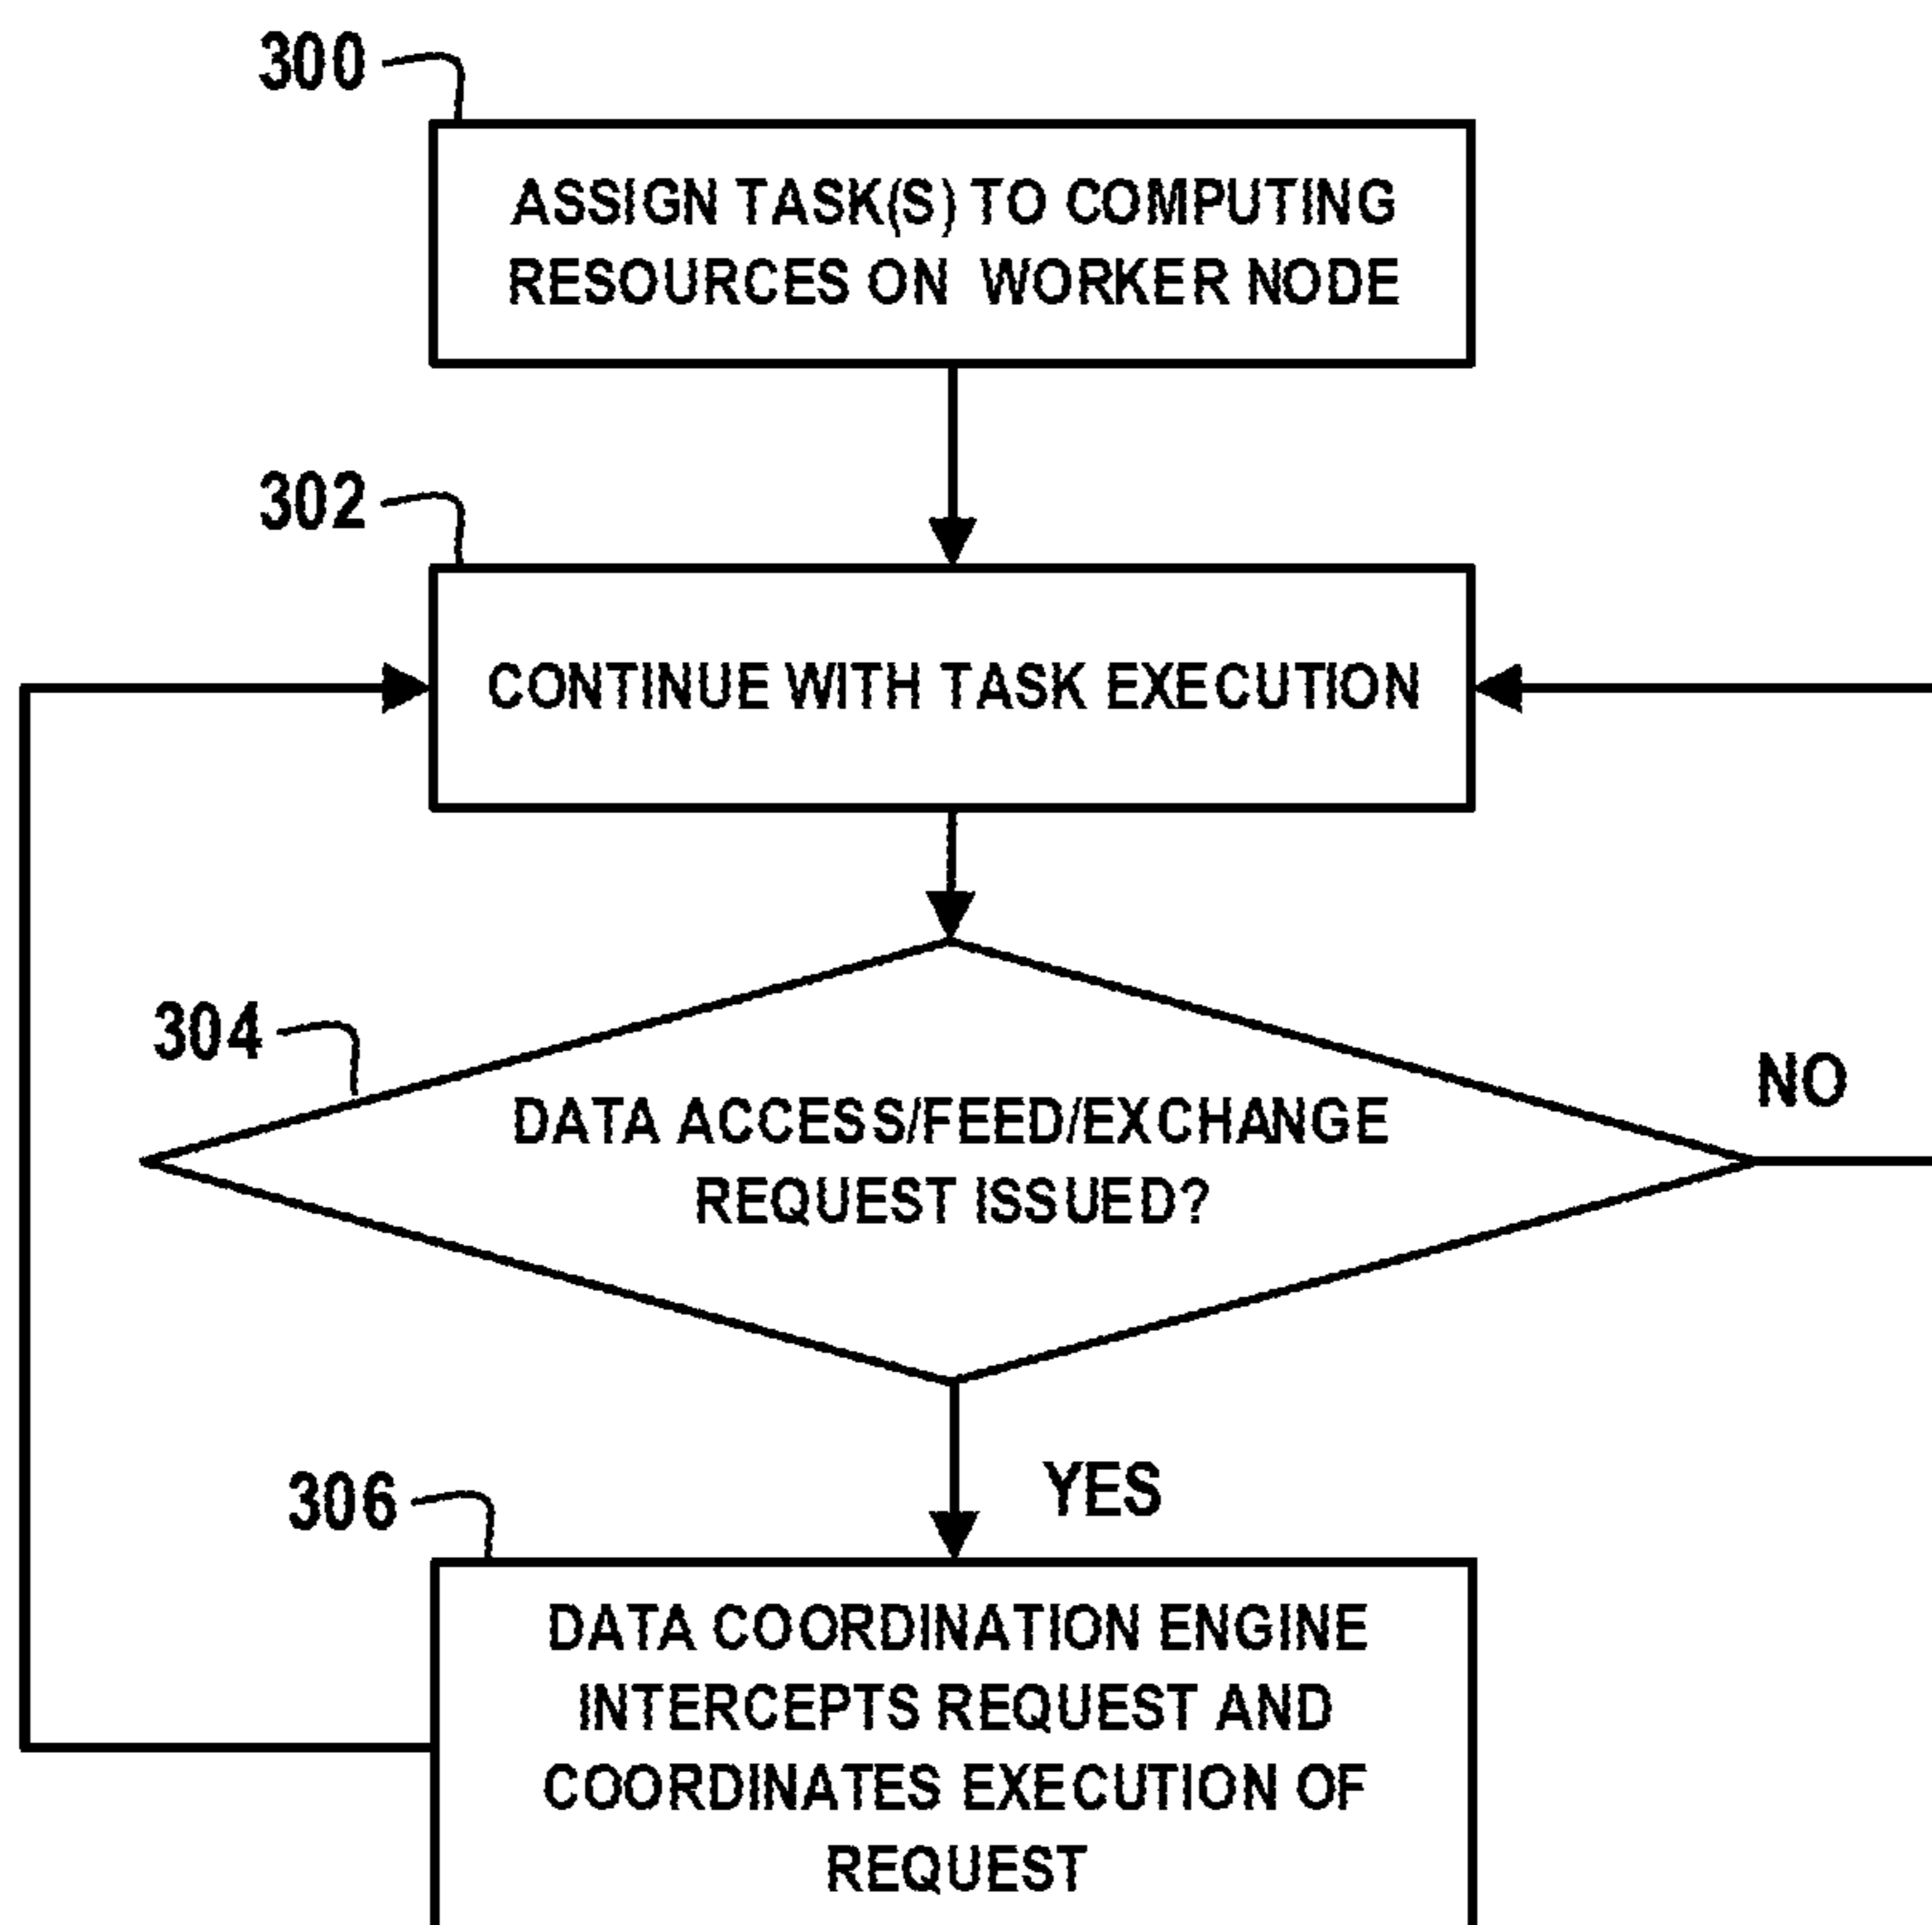 300
ASSIGN TASK(S) TO COMPUTING
RESOURCES ON WORKER NODE
302
CONTINUE WITH TASK EXECUTION
304
DATA ACCESS/FEED/EXCHANGE
REQUEST ISSUED?
NO
YES
306
DATA COORDINATION ENGINE
INTERCEPTS REQUEST AND
COORDINATES EXECUTION OF
REQUEST